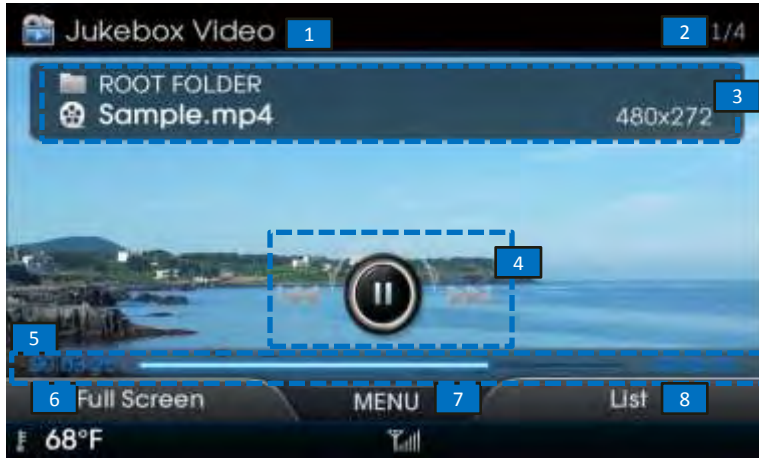 Jukebox Video 1
2 1/4
ROOT FOLDER
3
Sample.mp4 480x272
4
5
6 Full Screen
MENU 7
List 8
68°F